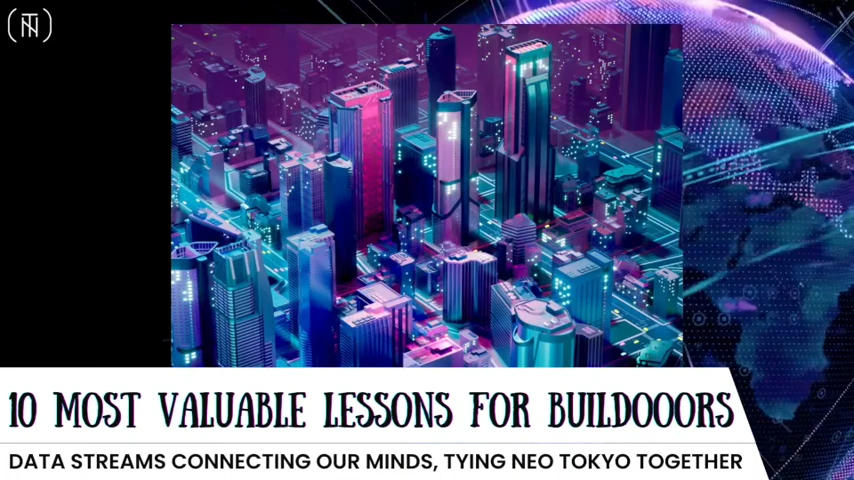 10 MOST VALUABLE LESSONS FOR BUILDOOORS
DATA STREAMS CONNECTING OUR MINDS, TYING NEO TOKYO TOGETHER